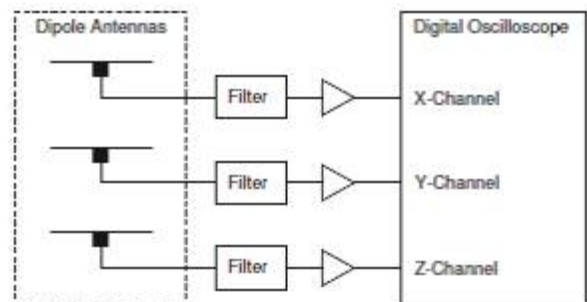 Dipole Antennas
Digital Oscilloscope
Filter
X-Channel
Filter
Y-Channel
Filter
Z-Channel